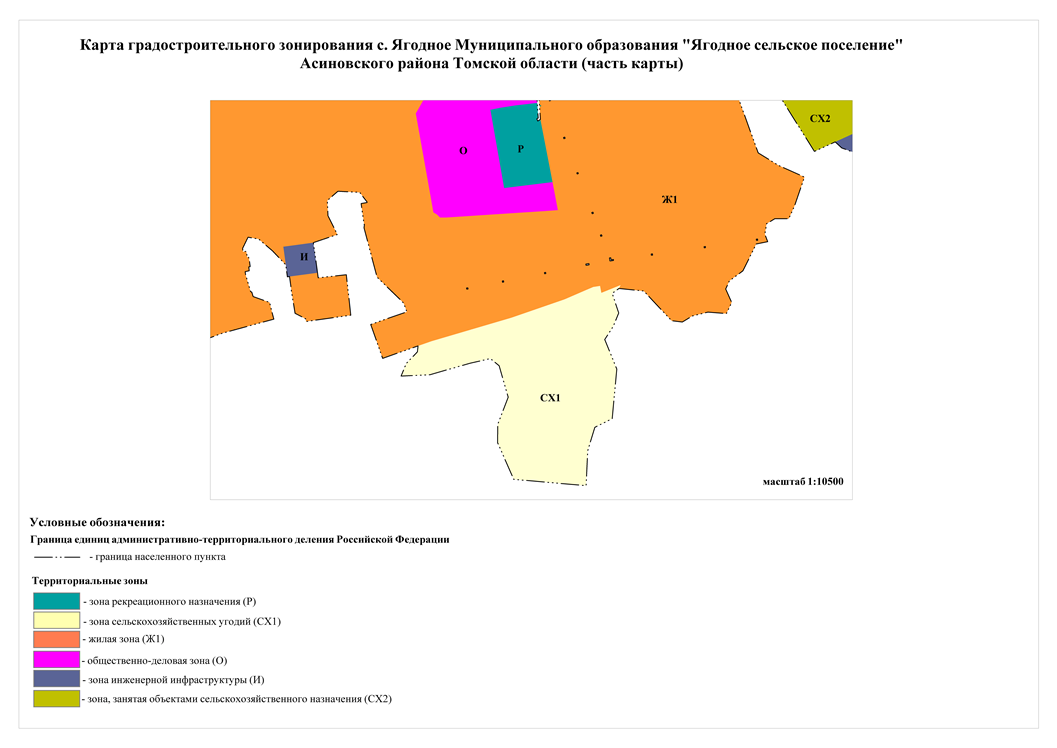 Карта градостроительного зонирования с. Ягодное Муниципального образования "Ягодное сельское поселение"
Асиновского района Томской области (часть карты)
СХ2
О
Р
Ж1
И
СХ1
масштаб 1:10500
Условные обозначения:
Граница единиц административно-территориального деления Российской Федерации
- граница населенного пункта
Территориальные зоны
- зона рекреационного назначения (Р)
- зона сельскохозяйственных угодий (СХ1)
- жилая зона (Ж1)
- общественно-деловая зона (О)
- зона инженерной инфраструктуры (И)
- зона, занятая объектами сельскохозяйственного назначения (СХ2)